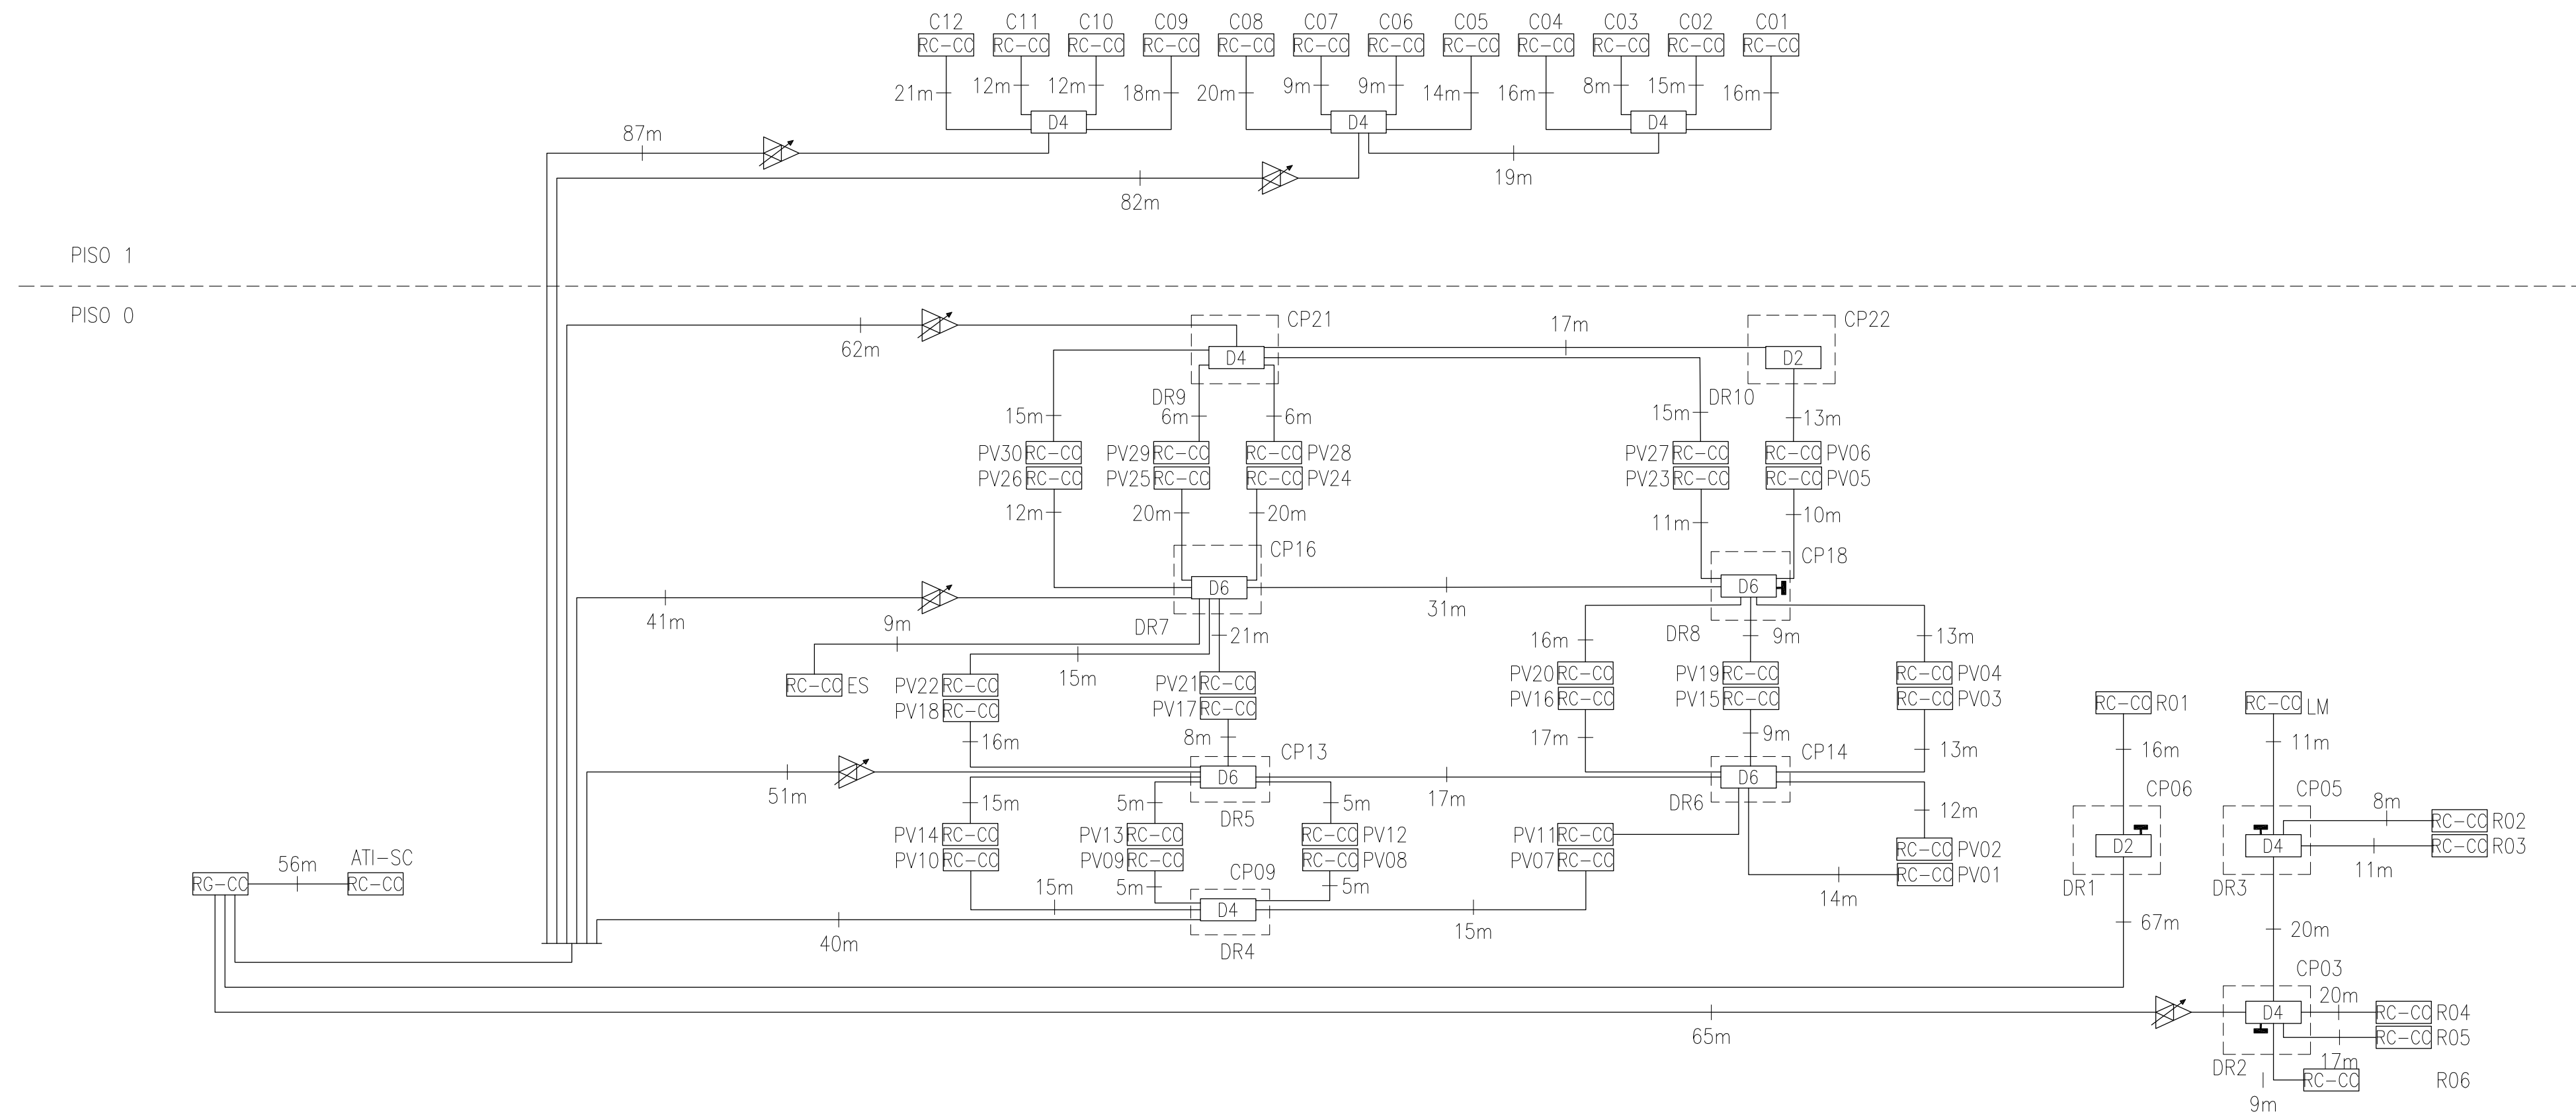 C12 C11 C10 C09 C08 C07 C06 C05 C04 C03 C02 C01
RC-CC RC-CC RC-CC RC-CC RC-CC RC-CC RC-CC RC-CC RC-CC RC-CC RC-CC RC-CC
21m 12m 12m 18m 20m 9m 9m 14m 16m 8m 15m 16m
D4 D4 D4
87m
19m
82m
PISO 1
PISO 0
CP21 17m CP22
62m
D4 D2
DR9 DR10
15m 6m 6m 15m 13m
PV30 RC-CC PV29 RC-CC RC-CC PV28 PV27 RC-CC RC-CC PV06
PV26 RC-CC PV25 RC-CC RC-CC PV24 PV23 RC-CC RC-CC PV05
12m 20m 20m 11m 10m
CP16 CP18
D6 D6
41m 31m
9m DR7 21m 16m DR8 9m 13m
15m
RC-CC ES PV22 RC-CC PV21 RC-CC PV20 RC-CC PV19 RC-CC RC-CC PV04
PV18 RC-CC PV17 RC-CC PV16 RC-CC PV15 RC-CC RC-CC PV03
RC-CC R01 RC-CC LM
16m 8m 17m 9m 13m 16m 11m
CP13 CP14
D6 D6
51m 17m
CP06 CP05
15m 5m 5m DR6 12m 8m
DR5
PV14 RC-CC PV13 RC-CC RC-CC PV12 PV11 RC-CC RC-CC PV02 D2 D4 RC-CC R02
PV10 RC-CC PV09 RC-CC RC-CC PV08 PV07 RC-CC RC-CC PV01 RC-CC R03
11m
ATI-SC
RG-CC 56m RC-CC
CP09
15m 5m 5m 14m DR1 DR3
D4
40m 15m 67m 20m
DR4
CP03
20m
D4 RC-CC R04
65m
RC-CC R05
17m
DR2
RC-CC R06
9m